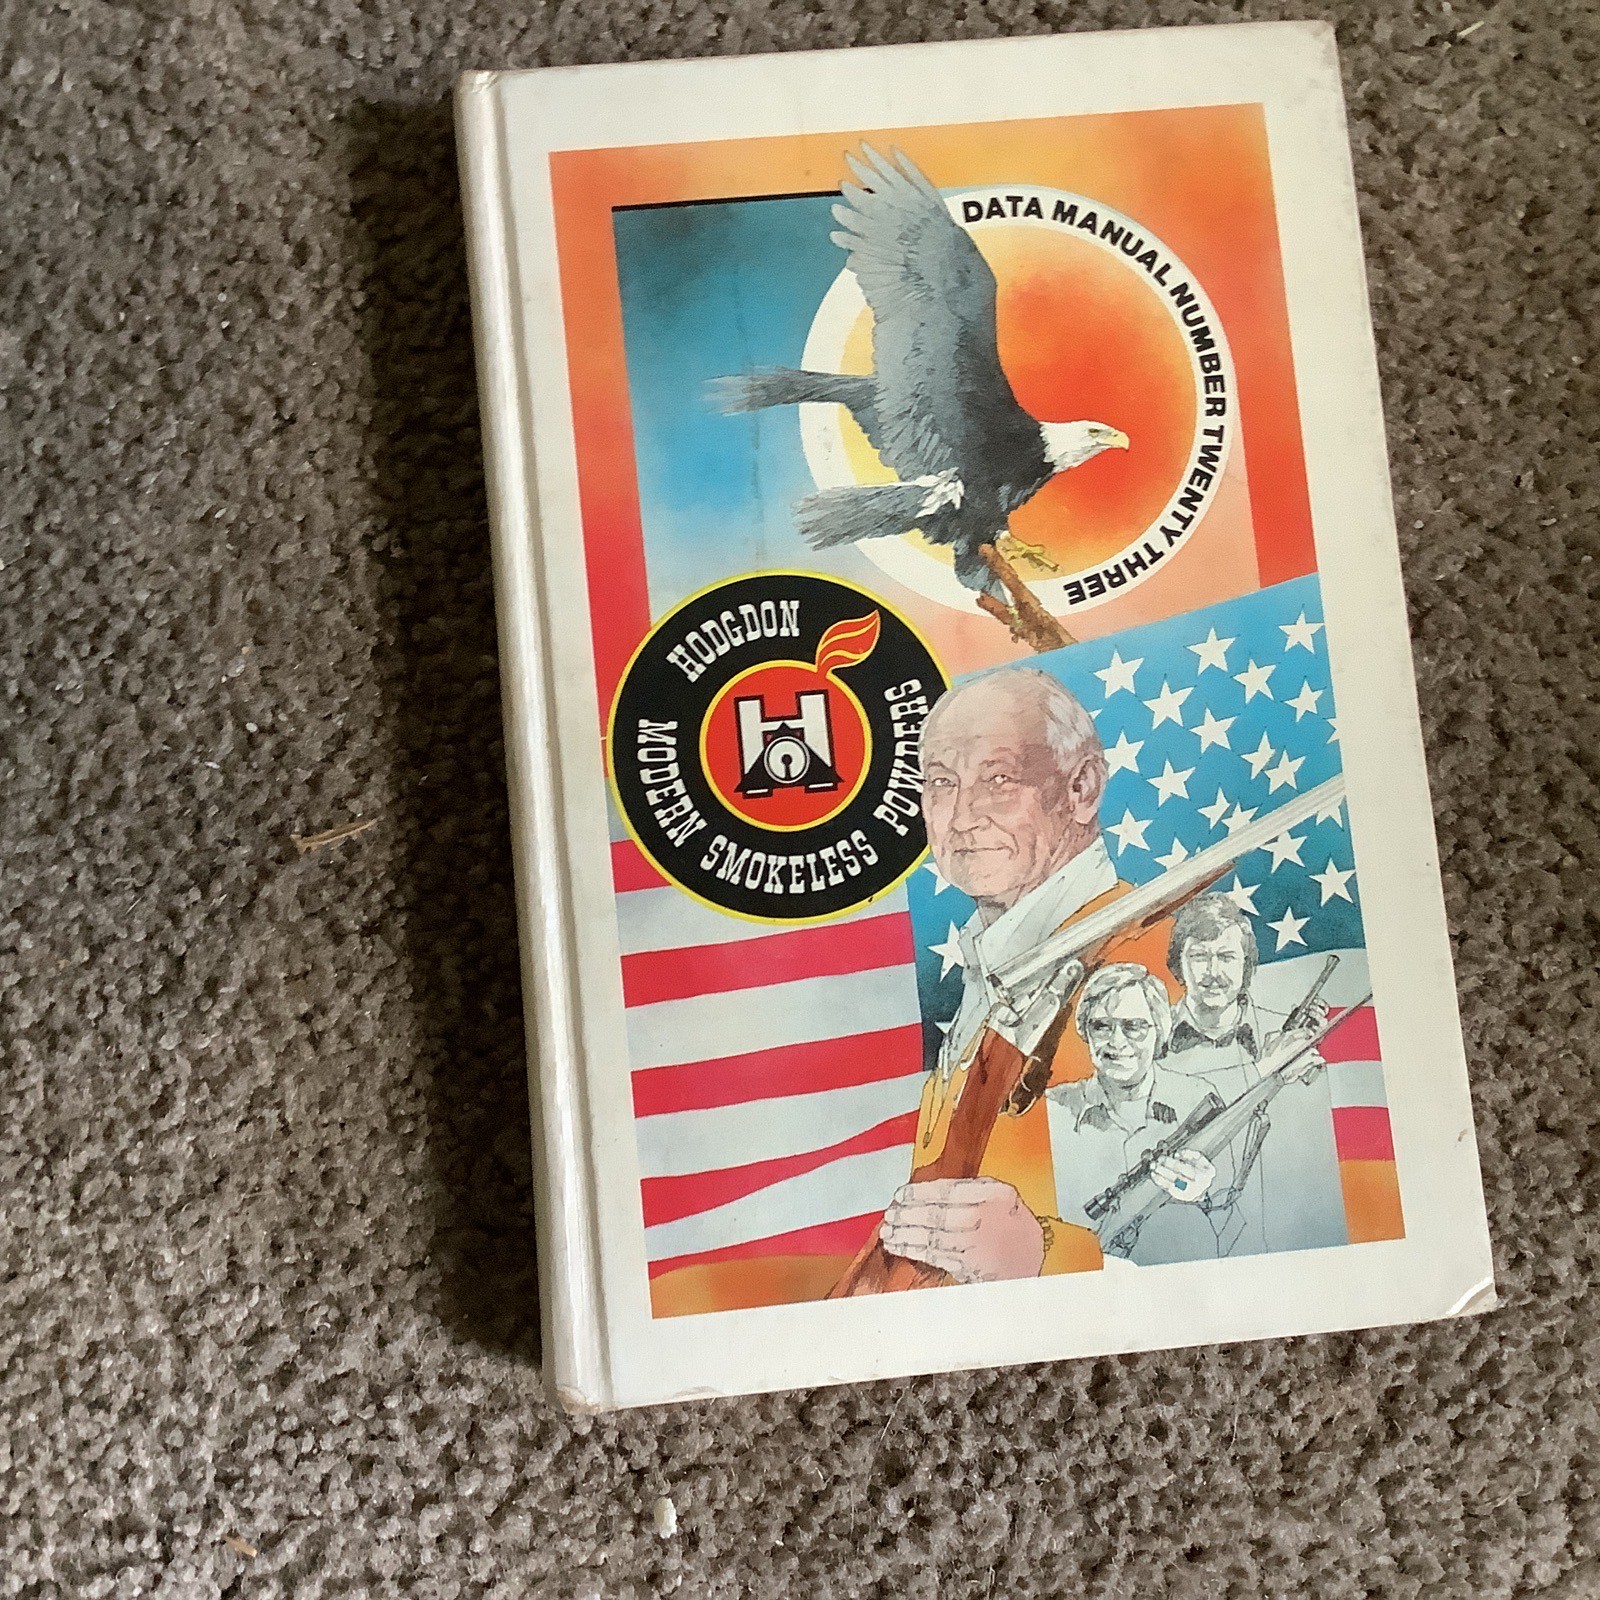 DATA MANUAL NUMBER TWENTY THREE
HODGDON
MODERN SMOKELESS POWDERS
H